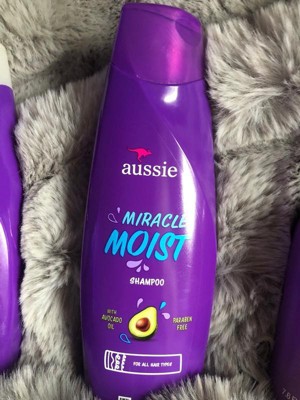 aussie
MIRACLE
MOIST
SHAMPOO
WITH
AVOCADO
OIL
PARABEN
FREE
FOR ALL HAIR TYPES